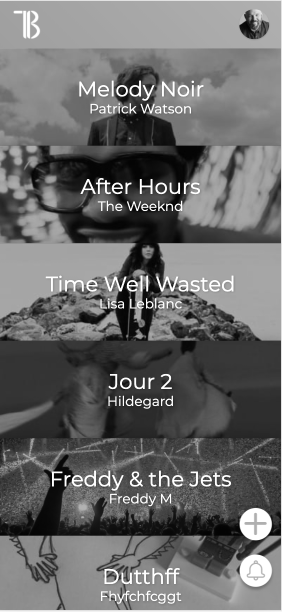 TB
Melody Noir
Patrick Watson
After Hours
The Weeknd
Time Well Wasted
Lisa Leblanc
Jour 2
Hildegard
Freddy & the Jets
Freddy M
Dutthff
Fhyfchfcggt